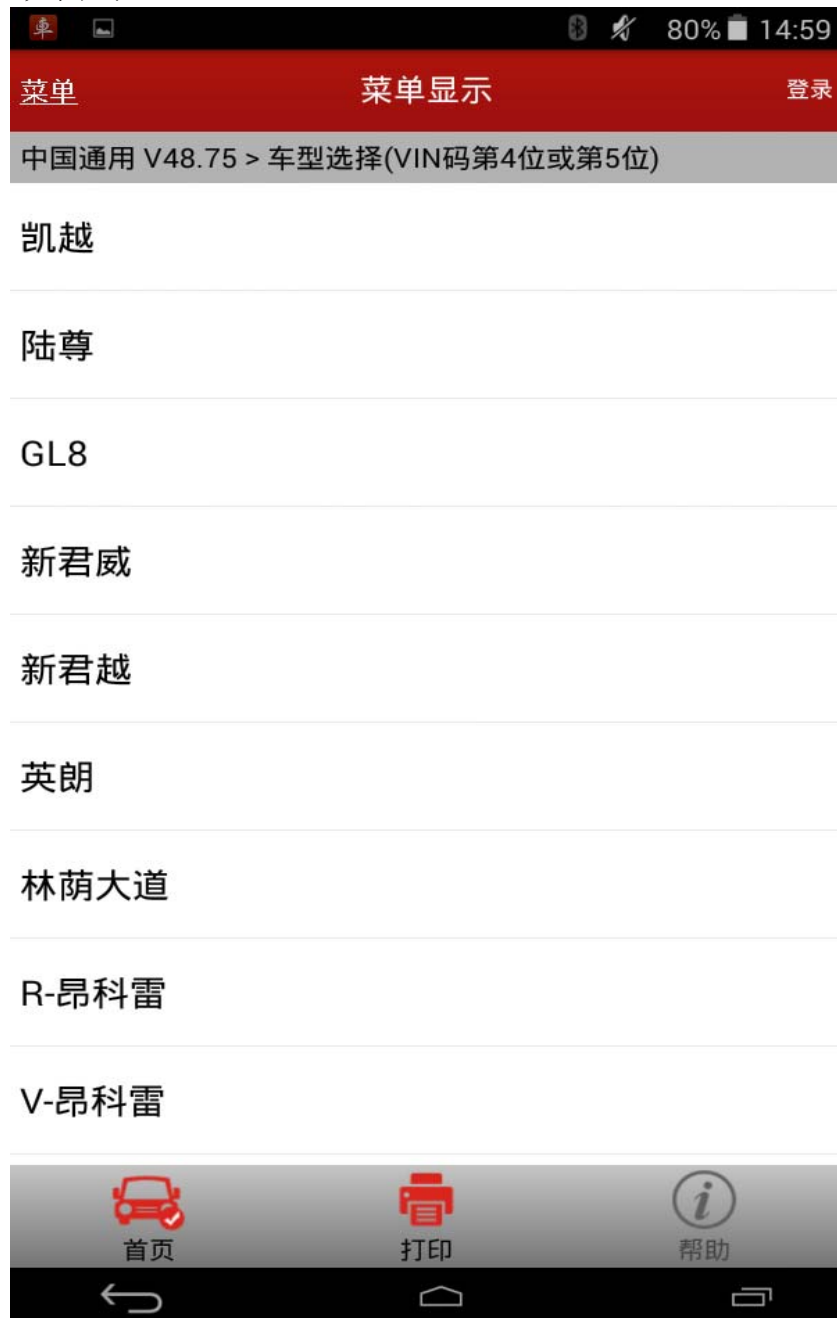 車
80% 14:59
菜单 菜单显示 登录
中国通用 V48.75 > 车型选择(VIN码第4位或第5位)
凯越
陆尊
GL8
新君威
新君越
英朗
林荫大道
R-昂科雷
V-昂科雷
首页 打印 帮助